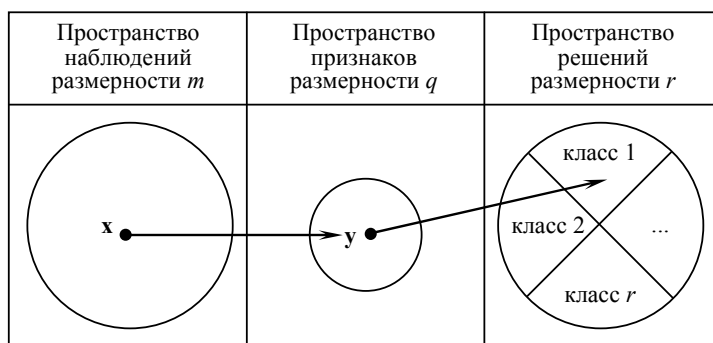 Пространство
наблюдений
размерности m
Пространство
признаков
размерности q
Пространство
решений
размерности r
x
y
класс 1
класс 2
...
класс r